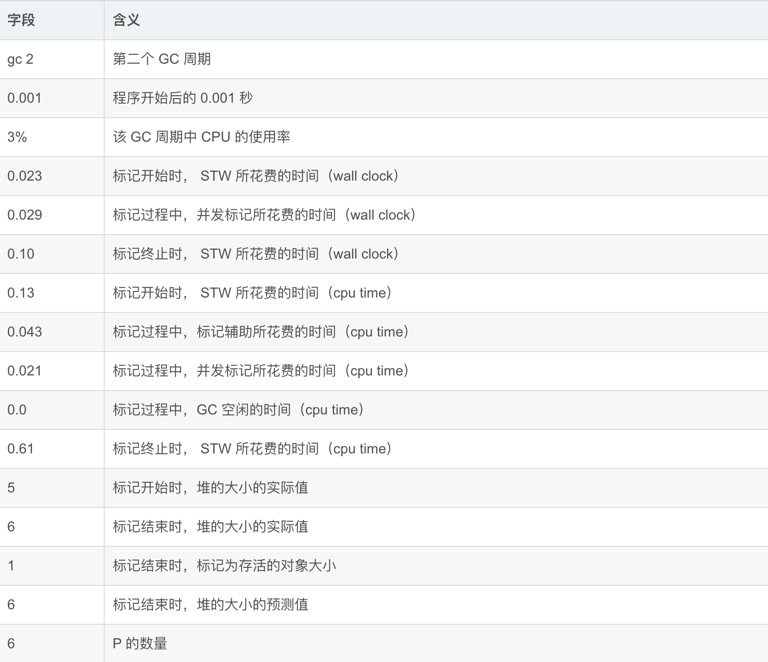 字段 含义
gc 2 第二个 GC 周期
0.001 程序开始后的 0.001 秒
3% 该 GC 周期中 CPU 的使用率
0.023 标记开始时， STW 所花费的时间（wall clock）
0.029 标记过程中，并发标记所花费的时间（wall clock）
0.10 标记终止时， STW 所花费的时间（wall clock）
0.13 标记开始时， STW 所花费的时间（cpu time）
0.043 标记过程中，标记辅助所花费的时间（cpu time）
0.021 标记过程中，并发标记所花费的时间（cpu time）
0.0 标记过程中，GC 空闲的时间（cpu time）
0.61 标记终止时， STW 所花费的时间（cpu time）
5 标记开始时，堆的大小的实际值
6 标记结束时，堆的大小的实际值
1 标记结束时，标记为存活的对象大小
6 标记结束时，堆的大小的预测值
6 P 的数量